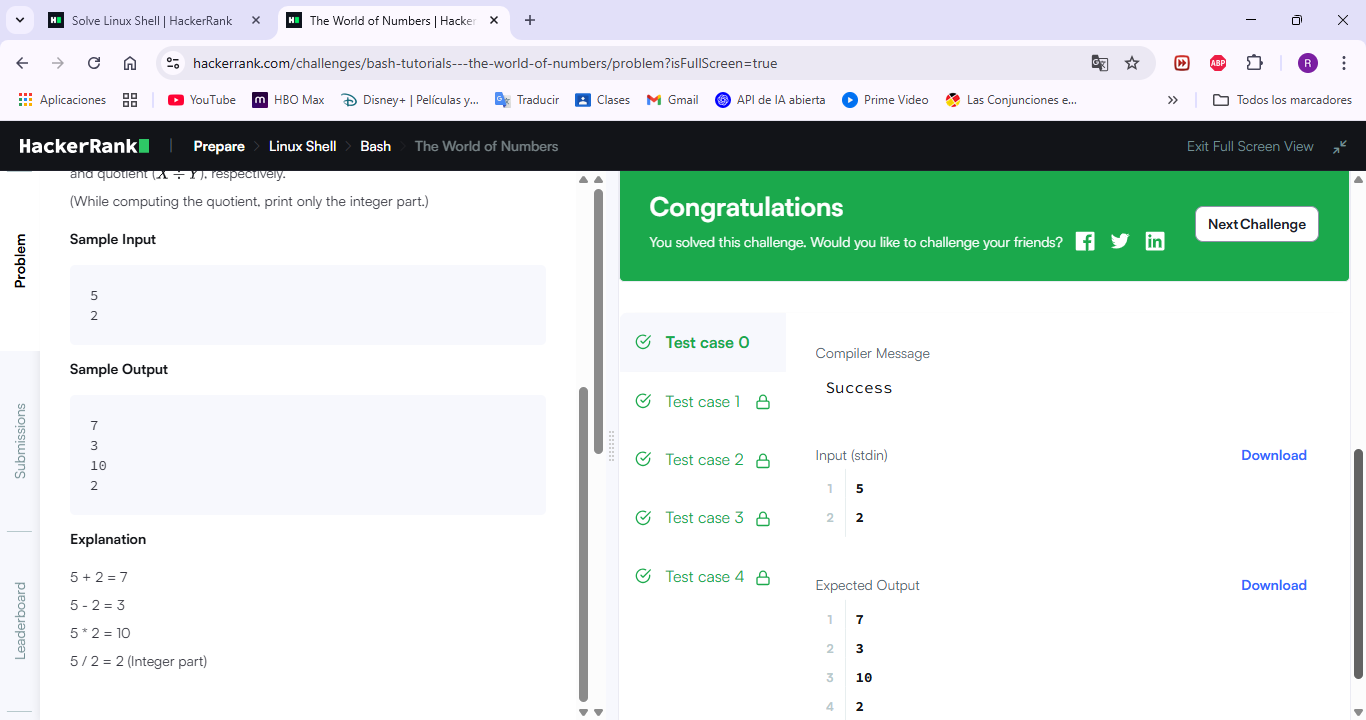 Solve Linux Shell | HackerRank
The World of Numbers | Hacker
hackerrank.com/challenges/bash-tutorials---the-world-of-numbers/problem?isFullScreen=true
ABP
R
Aplicaciones
YouTube
HBO Max
Disney+ | Películas y...
Traducir
Clases
Gmail
API de IA abierta
Prime Video
Las Conjunciones e...
Todos los marcadores
HackerRank
Prepare
Linux Shell
Bash
The World of Numbers
Exit Full Screen View
Problem
Submissions
Leaderboard
and quotient (X ÷ Y), respectively.
(While computing the quotient, print only the integer part.)
Sample Input
5
2
Sample Output
7
3
10
2
Explanation
5 + 2 = 7
5 - 2 = 3
5 * 2 = 10
5 / 2 = 2 (Integer part)
Congratulations
You solved this challenge. Would you like to challenge your friends?
Next Challenge
Test case 0
Test case 1
Test case 2
Test case 3
Test case 4
Compiler Message
Success
Input (stdin)
Download
1 5
2 2
Expected Output
Download
1 7
2 3
3 10
4 2